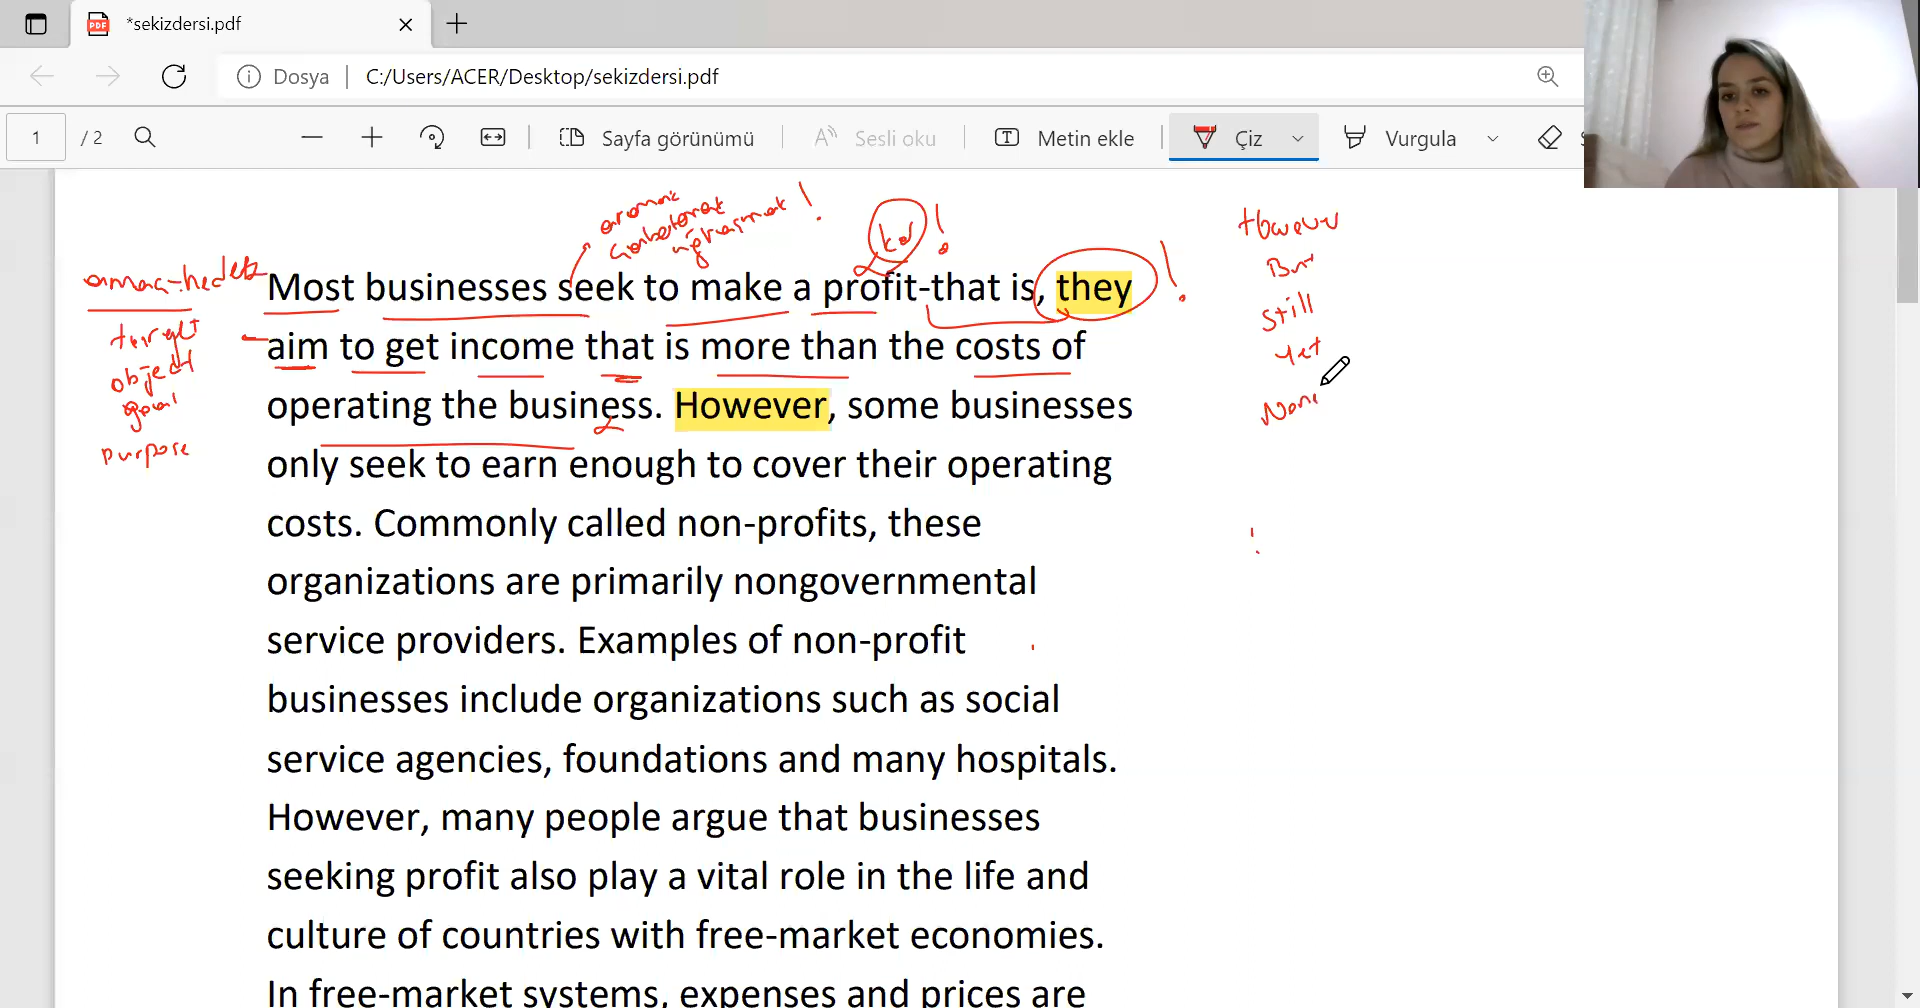 *sekizdersi.pdf
Dosya | C:/Users/ACER/Desktop/sekizdersi.pdf
1 / 2 Sayfa görünümü Sesli oku Metin ekle Çiz Vurgula
aramak
çabalamak
uğraşmak !
kar !
amaç-hedef
target
object
goal
purpose
However
But
Still
Yet
Most businesses seek to make a profit-that is, they
aim to get income that is more than the costs of
operating the business. However, some businesses
only seek to earn enough to cover their operating
costs. Commonly called non-profits, these
organizations are primarily nongovernmental
service providers. Examples of non-profit
businesses include organizations such as social
service agencies, foundations and many hospitals.
However, many people argue that businesses
seeking profit also play a vital role in the life and
culture of countries with free-market economies.
In free-market systems, expenses and prices are